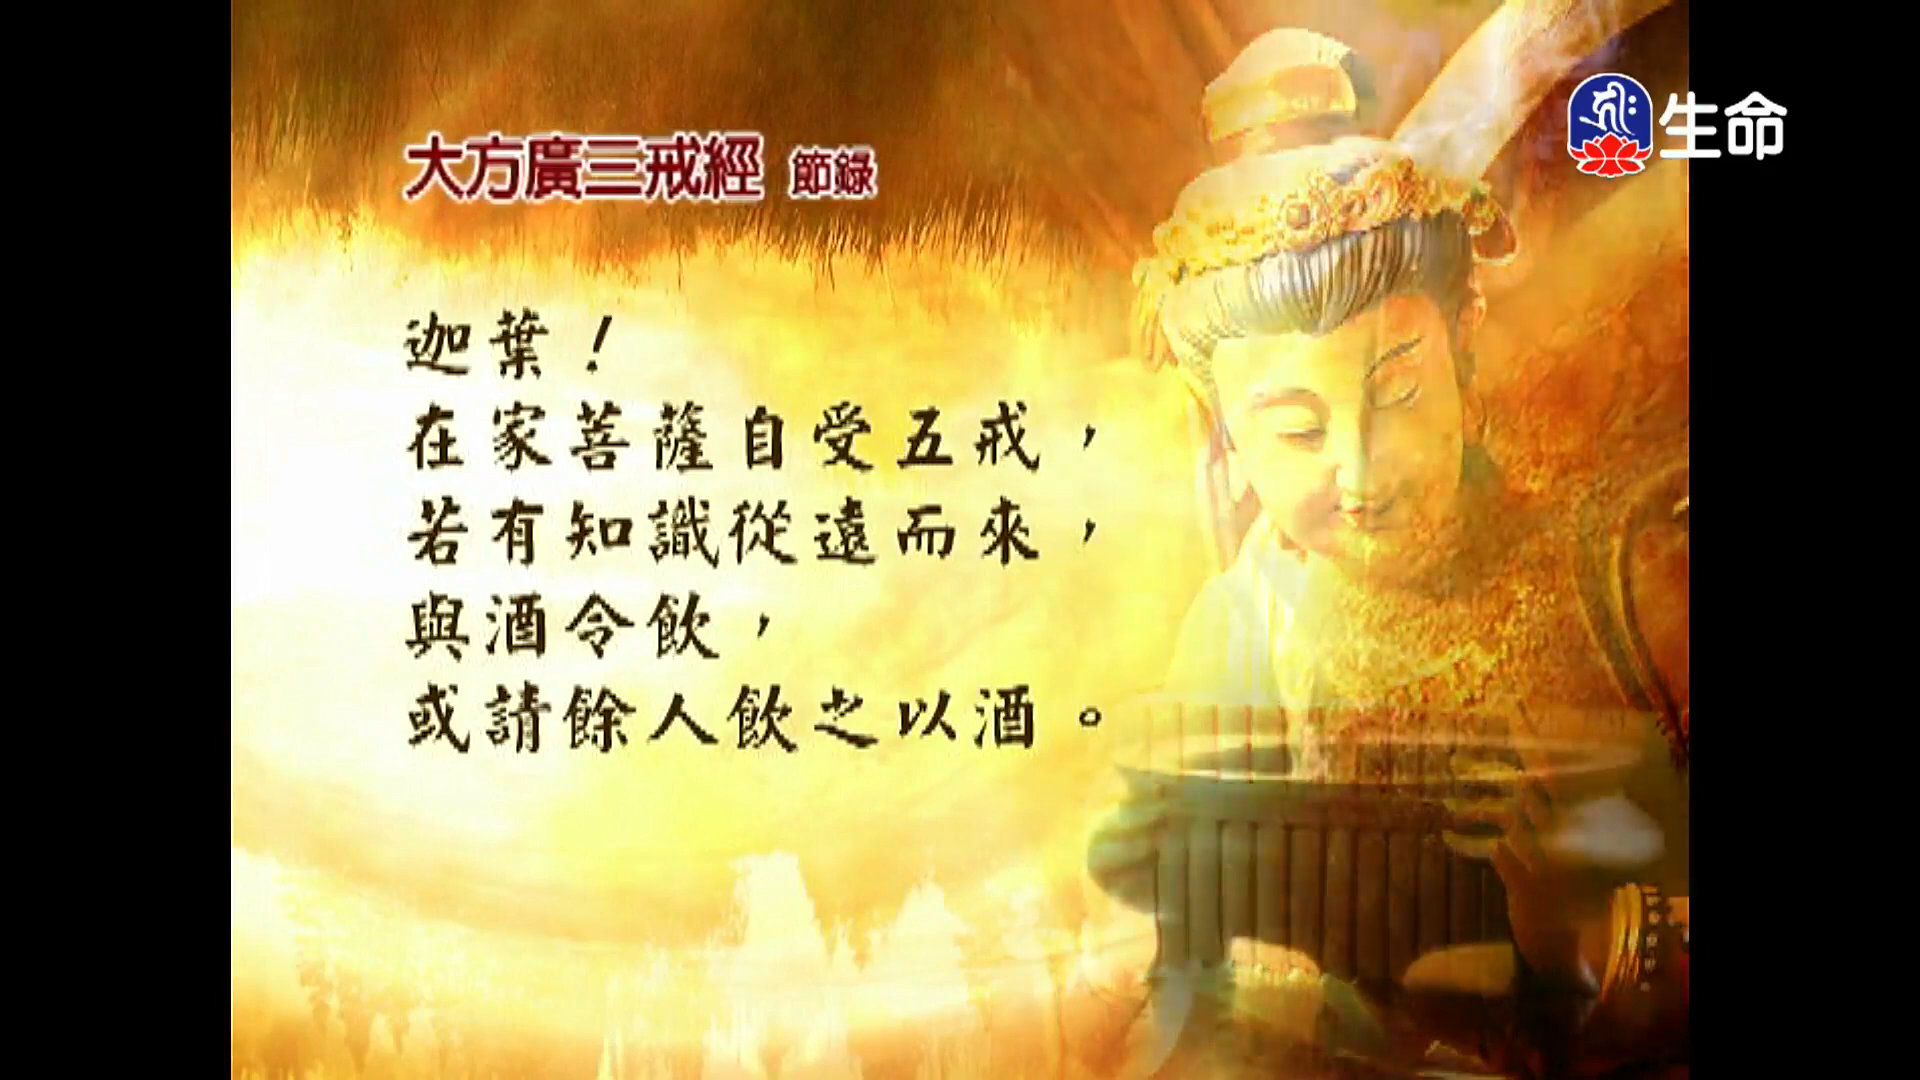 大方廣三戒經 節錄
生命
迦葉！
在家菩薩自受五戒，
若有知識從遠而來，
與酒令飲，
或請餘人飲之以酒。